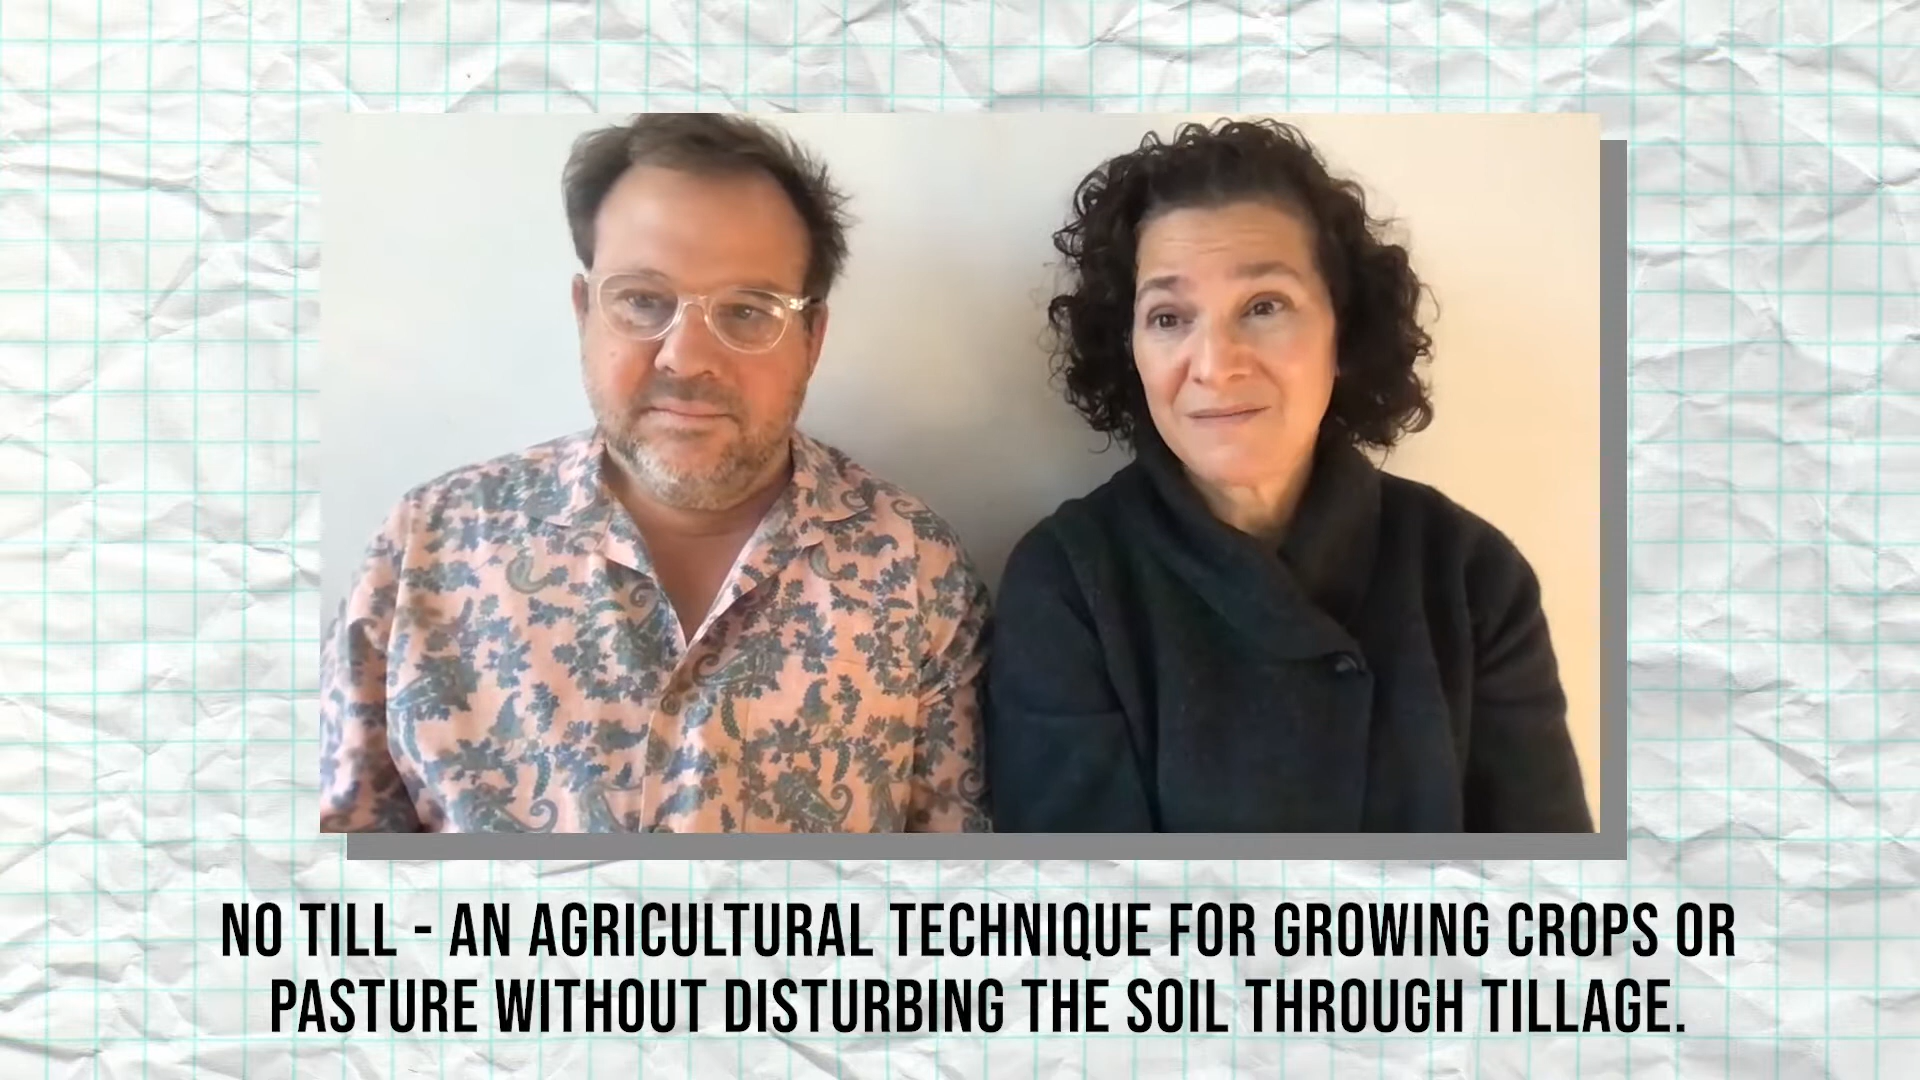 NO TILL - AN AGRICULTURAL TECHNIQUE FOR GROWING CROPS OR
PASTURE WITHOUT DISTURBING THE SOIL THROUGH TILLAGE.